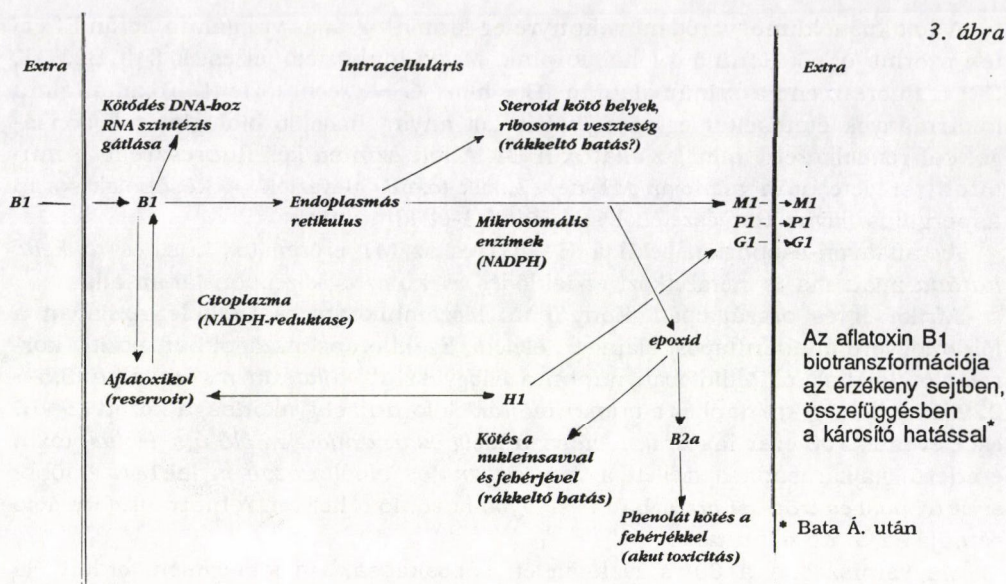 3. ábra
Extra
Intracelluláris
Extra
Kötődés DNA-hoz
RNA szintézis
gátlása
Steroid kötő helyek,
ribosoma veszteség
(rákkeltő hatás?)
B1
B1
Endoplasmás
retikulus
Mikrosomális
enzimek
(NADPH)
M1
P1
G1
M1
P1
G1
Citoplazma
(NADPH-reduktase)
epoxid
Az aflatoxin B1
biotranszformációja
az érzékeny sejtben,
összefüggésben
a károsító hatással*
Aflatoxikol
(reservoir)
H1
Kötés a
nukleinsavval
és fehérjével
(rákkeltő hatás)
B2a
Phenolát kötés a
fehérjékkel
(akut toxicitás)
* Bata Á. után